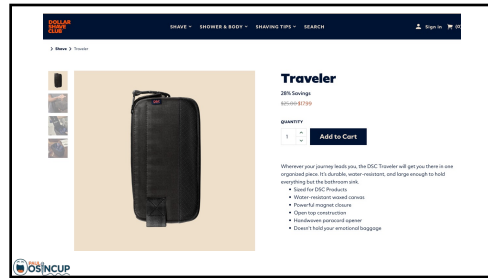 DOLLAR
SHAVE
CLUB
SHAVE SHOWER & BODY SHAVING TIPS SEARCH
Sign in (0)
> Shave > Traveler
Traveler
28% Savings
$25.00 $17.99
QUANTITY
1 Add to Cart
Wherever your journey leads you, the DSC Traveler will get you there in one
organised piece. It's durable, water-resistant, and large enough to hold
everything but the bathroom sink.
• Sized for DSC Products
• Water-resistant waxed canvas
• Powerful magnet closure
• Open top construction
• Handwoven paracord opener
• Doesn't hold your emotional baggage
PAUL
BOSINCUP